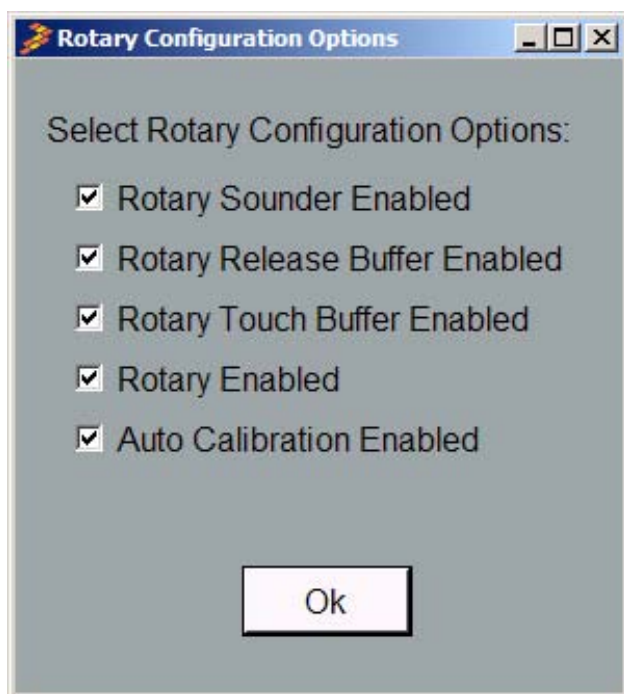 Rotary Configuration Options
Select Rotary Configuration Options:
Rotary Sounder Enabled
Rotary Release Buffer Enabled
Rotary Touch Buffer Enabled
Rotary Enabled
Auto Calibration Enabled
Ok